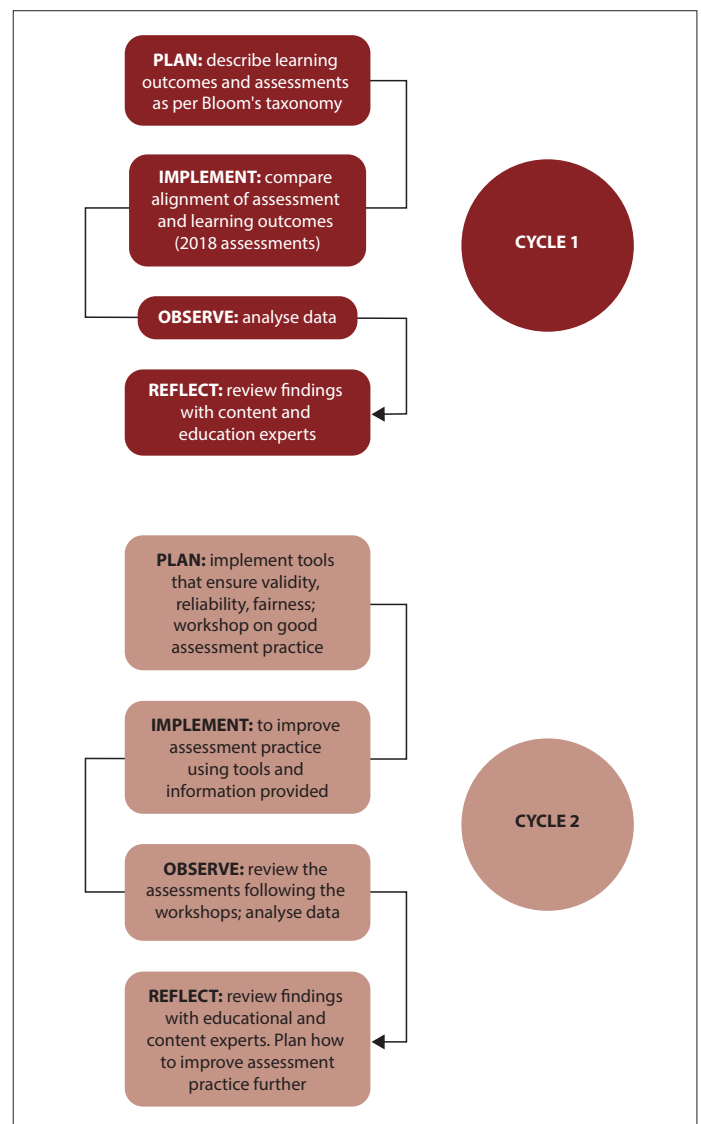 PLAN: describe learning
outcomes and assessments
as per Bloom's taxonomy
IMPLEMENT: compare
alignment of assessment
and learning outcomes
(2018 assessments)
OBSERVE: analyse data
REFLECT: review findings
with content and
education experts
CYCLE 1
PLAN: implement tools
that ensure validity,
reliability, fairness;
workshop on good
assessment practice
IMPLEMENT: to improve
assessment practice
using tools and
information provided
OBSERVE: review the
assessments following the
workshops; analyse data
REFLECT: review findings
with educational and
content experts. Plan how
to improve assessment
practice further
CYCLE 2